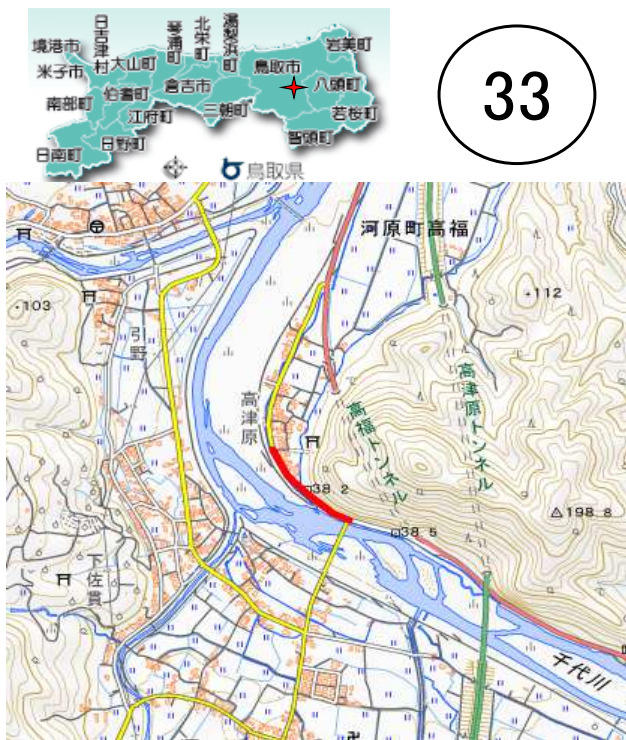 日吉津村
琴浦町
北栄町
湯梨浜町
境港市
米子市
大山町
鳥取市
岩美町
南部町
伯耆町
倉吉市
八頭町
江府町
三朝町
若桜町
日南町
日野町
智頭町
鳥取県
33
河原町高福
103
112
引野
高津原
高福トンネル
高津原トンネル
38.2
38.5
198.8
下佐貫
千代川